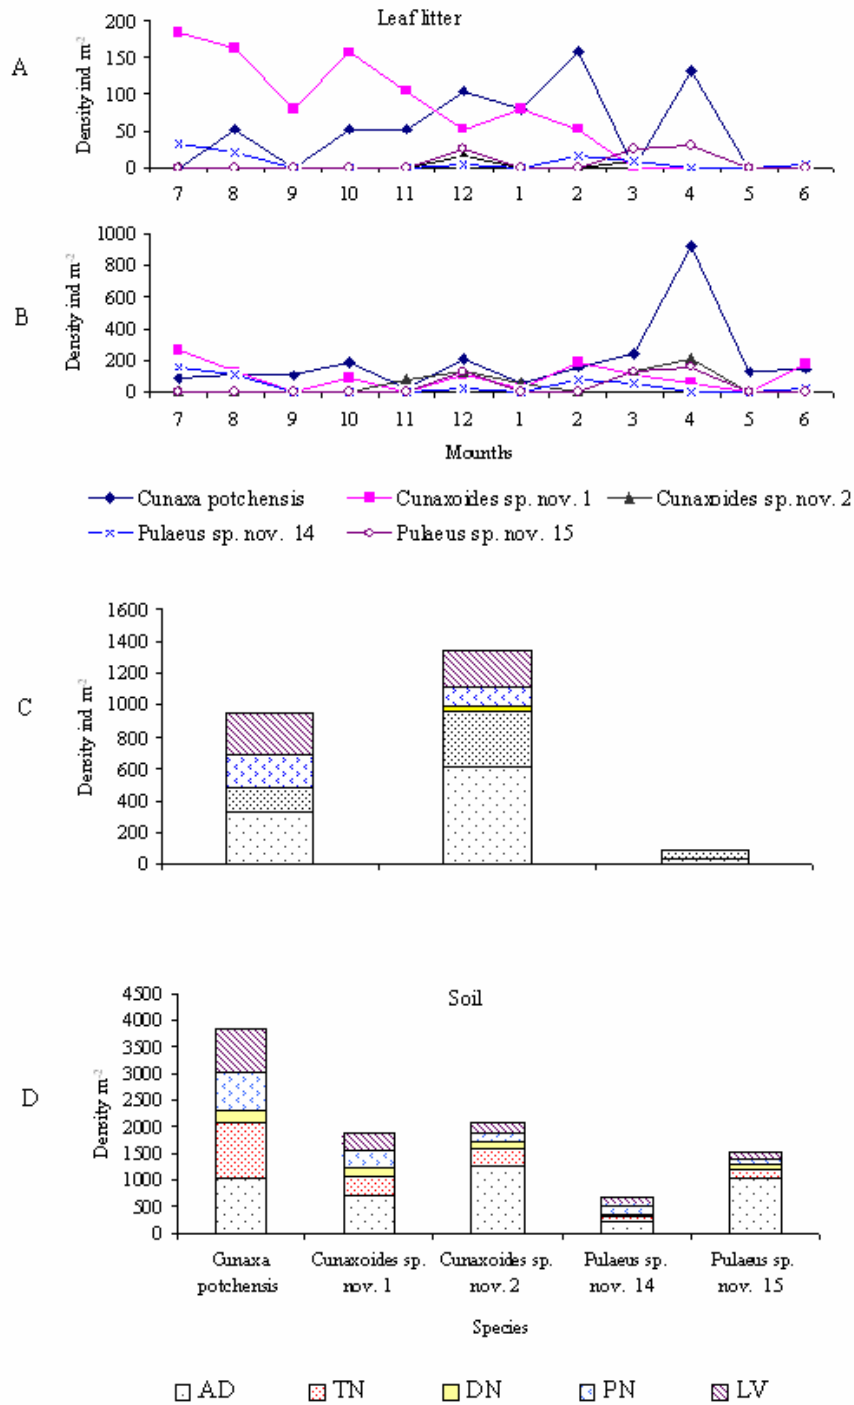 Leaf litter
A
Density ind m⁻²
200
150
100
50
0
7 8 9 10 11 12 1 2 3 4 5 6
B
Density ind m⁻²
1000
800
600
400
200
0
7 8 9 10 11 12 1 2 3 4 5 6
Mounths
Cunaxa potchensis
Cunaxoides sp. nov. 1
Cunaxoides sp. nov. 2
Pulaeus sp. nov. 14
Pulaeus sp. nov. 15
C
Density ind m⁻²
1600
1400
1200
1000
800
600
400
200
0
Soil
D
Density m⁻²
4500
4000
3500
3000
2500
2000
1500
1000
500
0
Cunaxa
potchensis
Cunaxoides sp.
nov. 1
Cunaxoides sp.
nov. 2
Pulaeus sp.
nov. 14
Pulaeus sp.
nov. 15
Species
AD TN DN PN LV